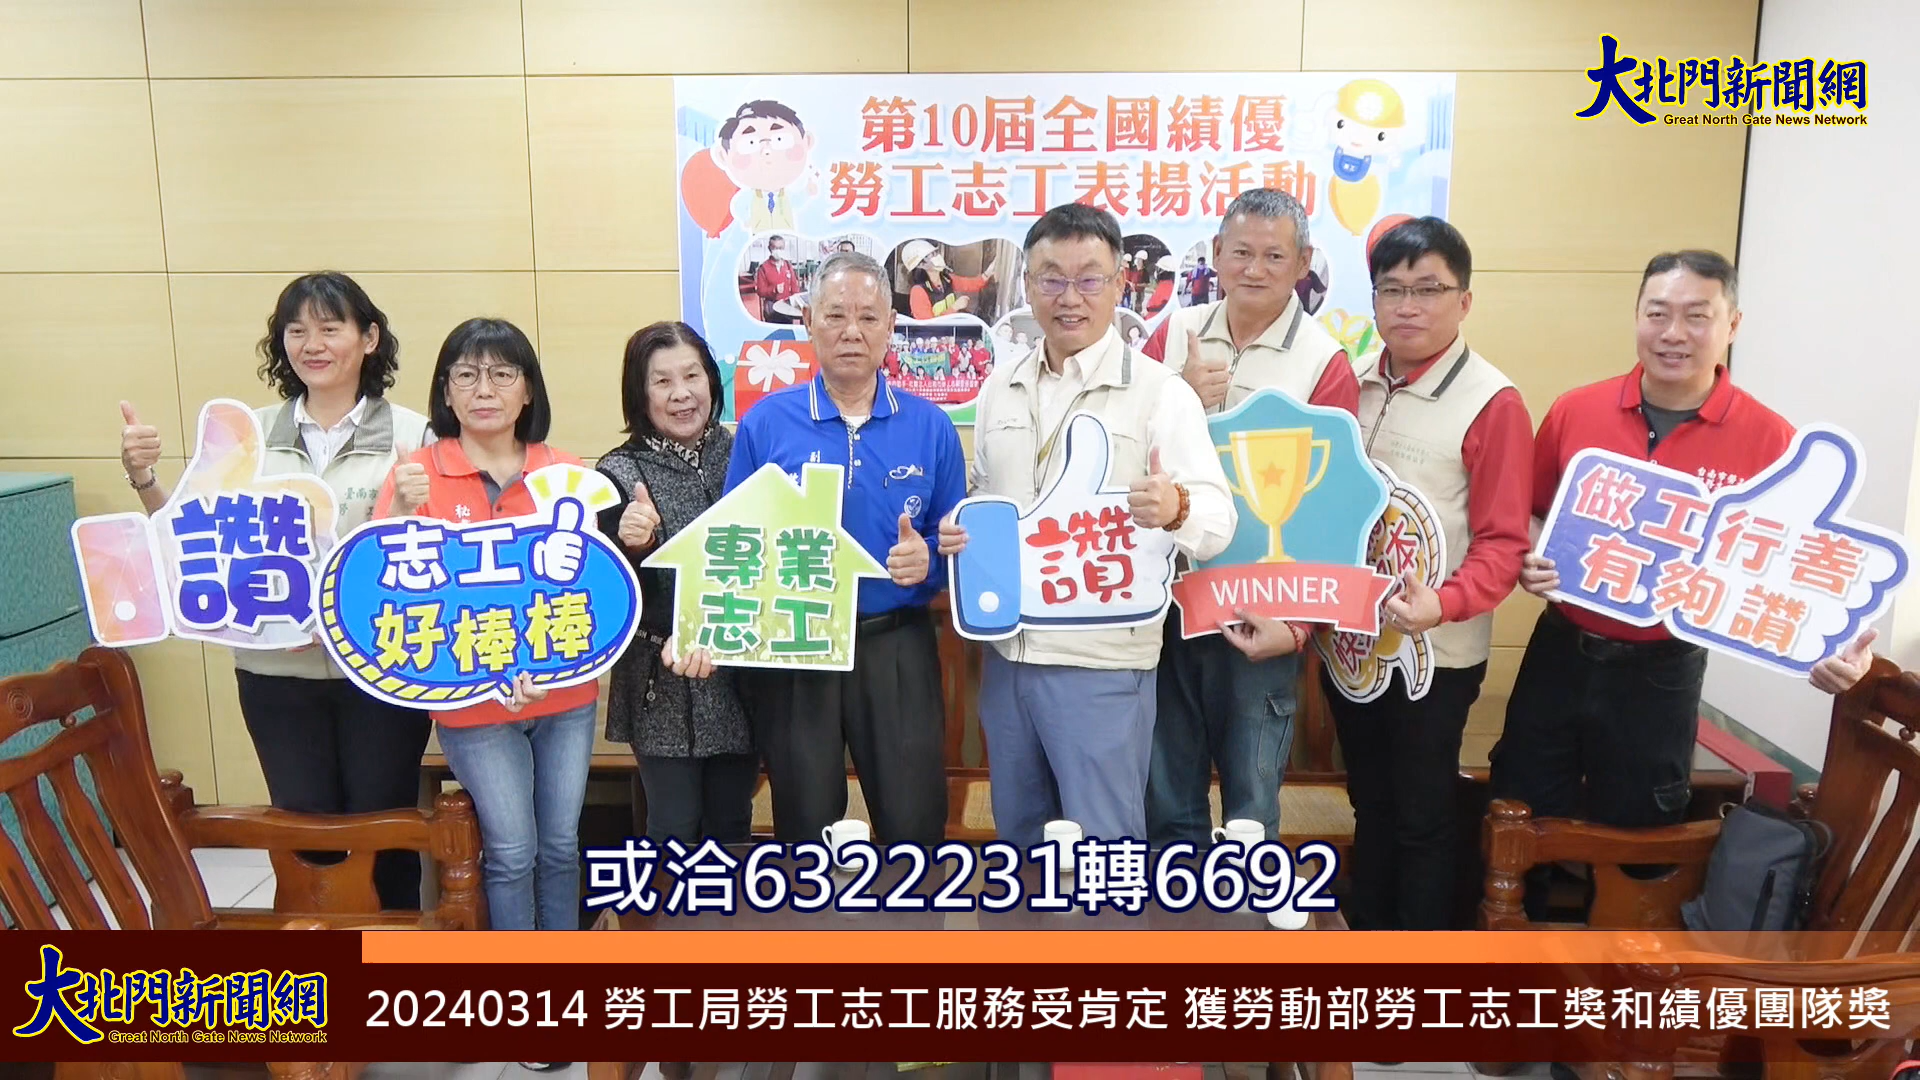 大北門新聞網
Great North Gate News Network
第10屆全國績優
勞工志工表揚活動
讚
志工
好棒棒
專業
志工
讚
WINNER
做工行善
有夠讚
或洽6322231轉6692
大北門新聞網
Great North Gate News Network
20240314 勞工局勞工志工服務受肯定 獲勞動部勞工志工獎和績優團隊獎